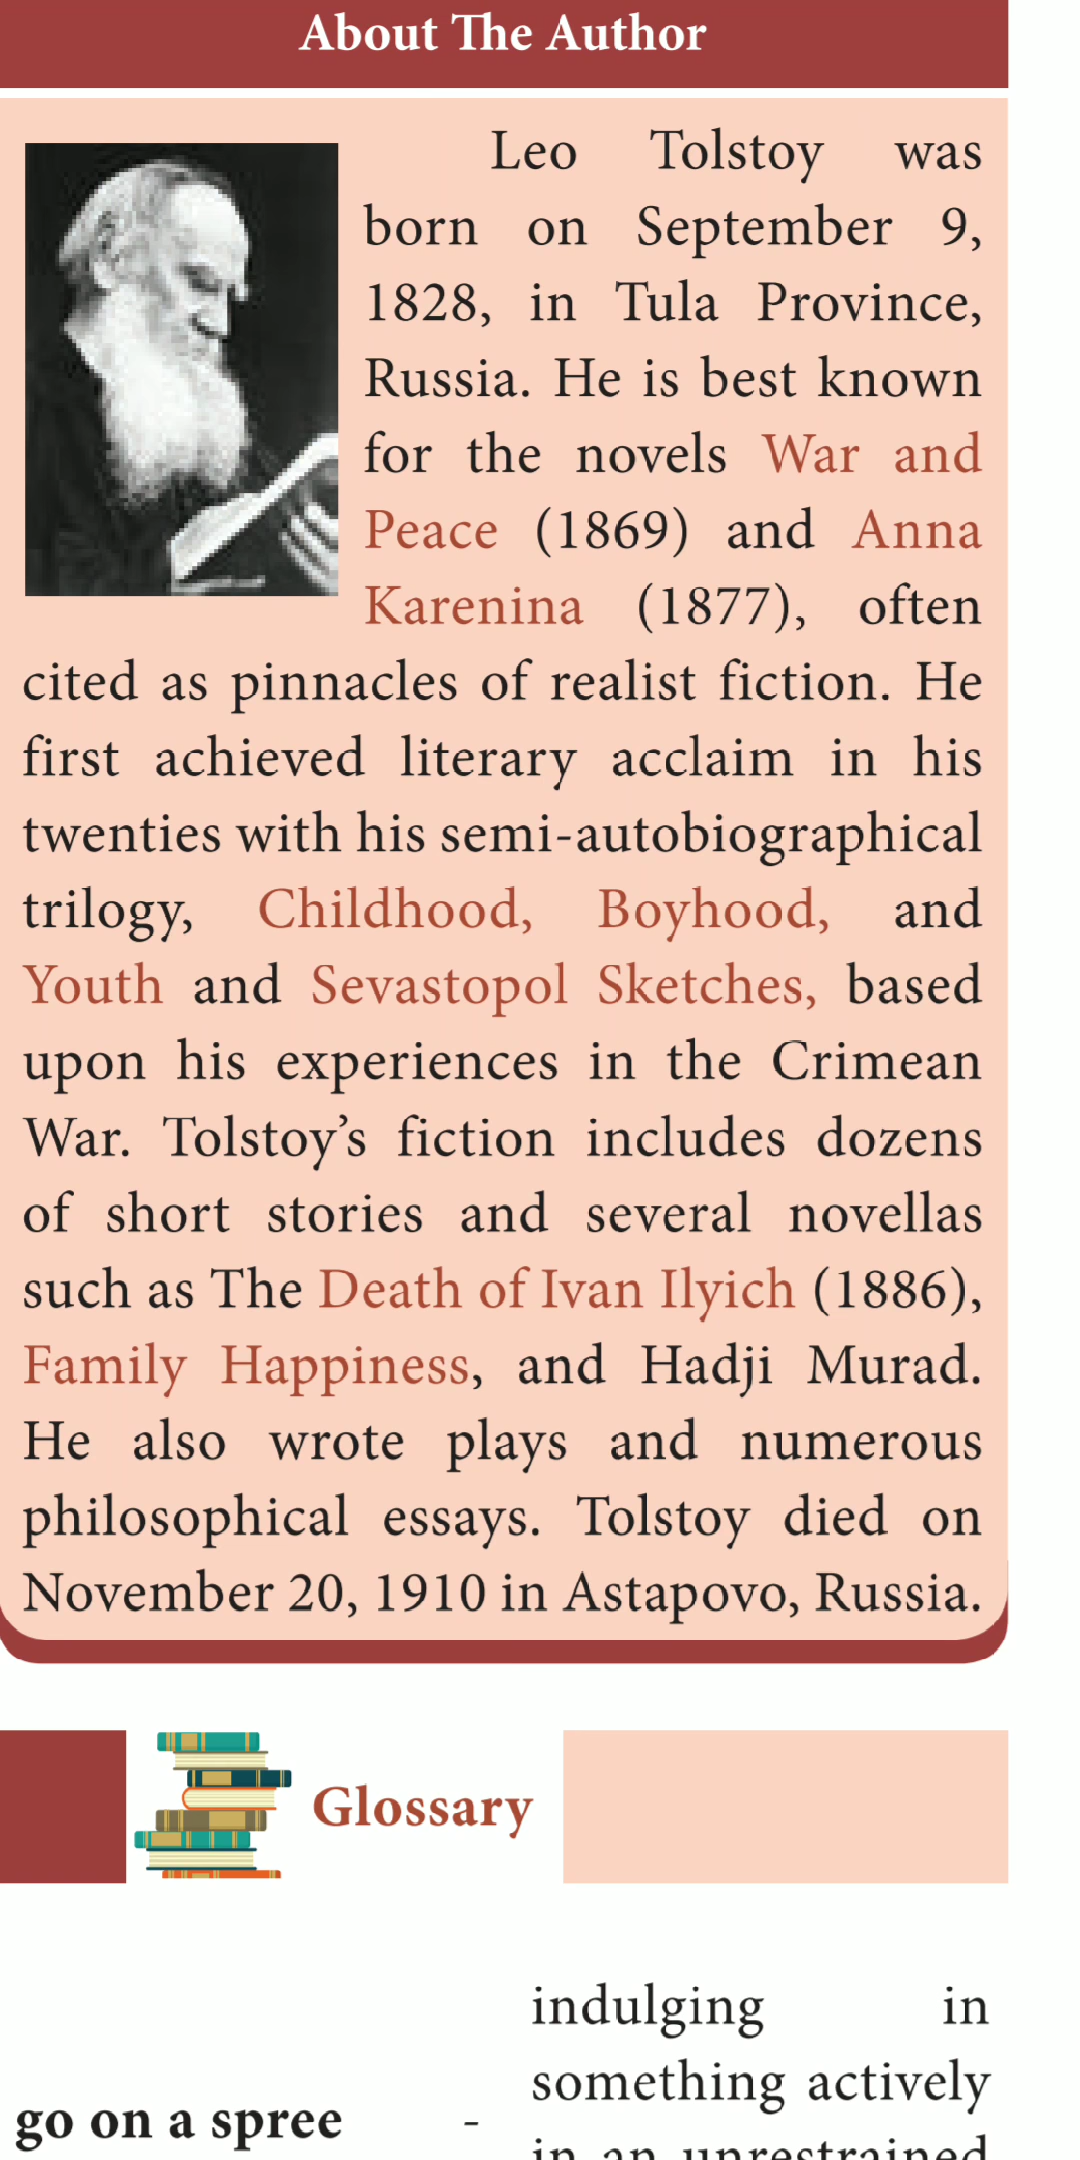 About The Author
Leo Tolstoy was
born on September 9,
1828, in Tula Province,
Russia. He is best known
for the novels War and
Peace (1869) and Anna
Karenina (1877), often
cited as pinnacles of realist fiction. He
first achieved literary acclaim in his
twenties with his semi-autobiographical
trilogy, Childhood, Boyhood, and
Youth and Sevastopol Sketches, based
upon his experiences in the Crimean
War. Tolstoy’s fiction includes dozens
of short stories and several novellas
such as The Death of Ivan Ilyich (1886),
Family Happiness, and Hadji Murad.
He also wrote plays and numerous
philosophical essays. Tolstoy died on
November 20, 1910 in Astapovo, Russia.
Glossary
indulging in
something actively
go on a spree -
in an unrestrained